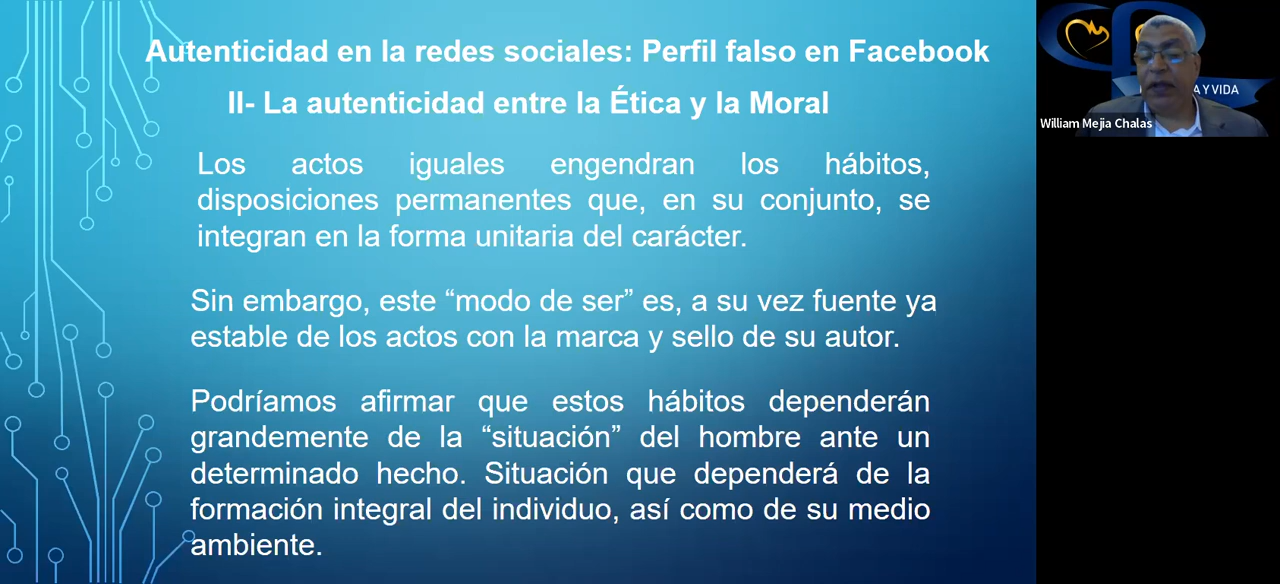 Autenticidad en la redes sociales: Perfil falso en Facebook
II- La autenticidad entre la Ética y la Moral
Los actos iguales engendran los hábitos,
disposiciones permanentes que, en su conjunto, se
integran en la forma unitaria del carácter.
Sin embargo, este “modo de ser” es, a su vez fuente ya
estable de los actos con la marca y sello de su autor.
Podríamos afirmar que estos hábitos dependerán
grandemente de la “situación” del hombre ante un
determinado hecho. Situación que dependerá de la
formación integral del individuo, así como de su medio
ambiente.
Y VIDA
William Mejia Chalas